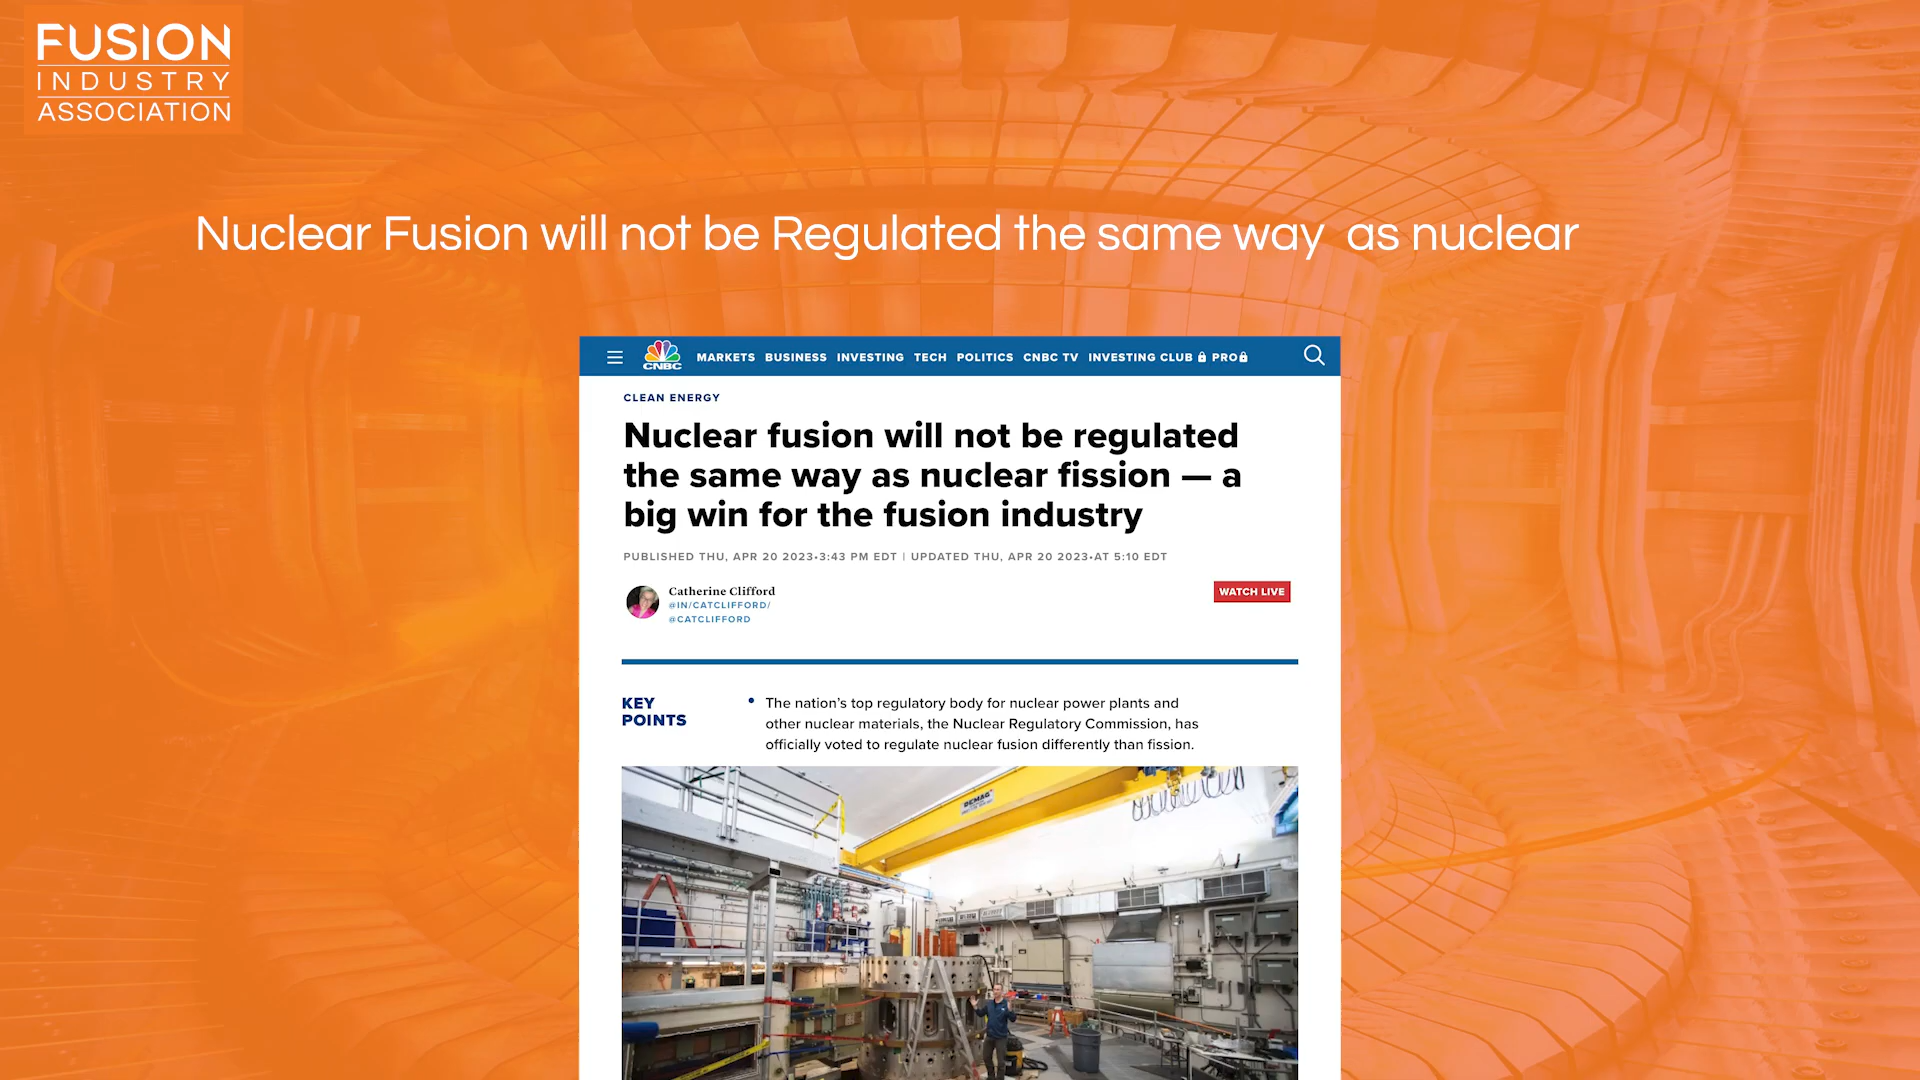 FUSION
INDUSTRY
ASSOCIATION
Nuclear Fusion will not be Regulated the same way  as nuclear
CNBC
MARKETS BUSINESS INVESTING TECH POLITICS CNBC TV INVESTING CLUB PRO
CLEAN ENERGY
Nuclear fusion will not be regulated
the same way as nuclear fission — a
big win for the fusion industry
PUBLISHED THU, APR 20 2023•3:43 PM EDT | UPDATED THU, APR 20 2023•AT 5:10 EDT
Catherine Clifford
@IN/CATCLIFFORD/
@CATCLIFFORD
WATCH LIVE
KEY
POINTS
• The nation’s top regulatory body for nuclear power plants and
other nuclear materials, the Nuclear Regulatory Commission, has
officially voted to regulate nuclear fusion differently than fission.
DEMAG